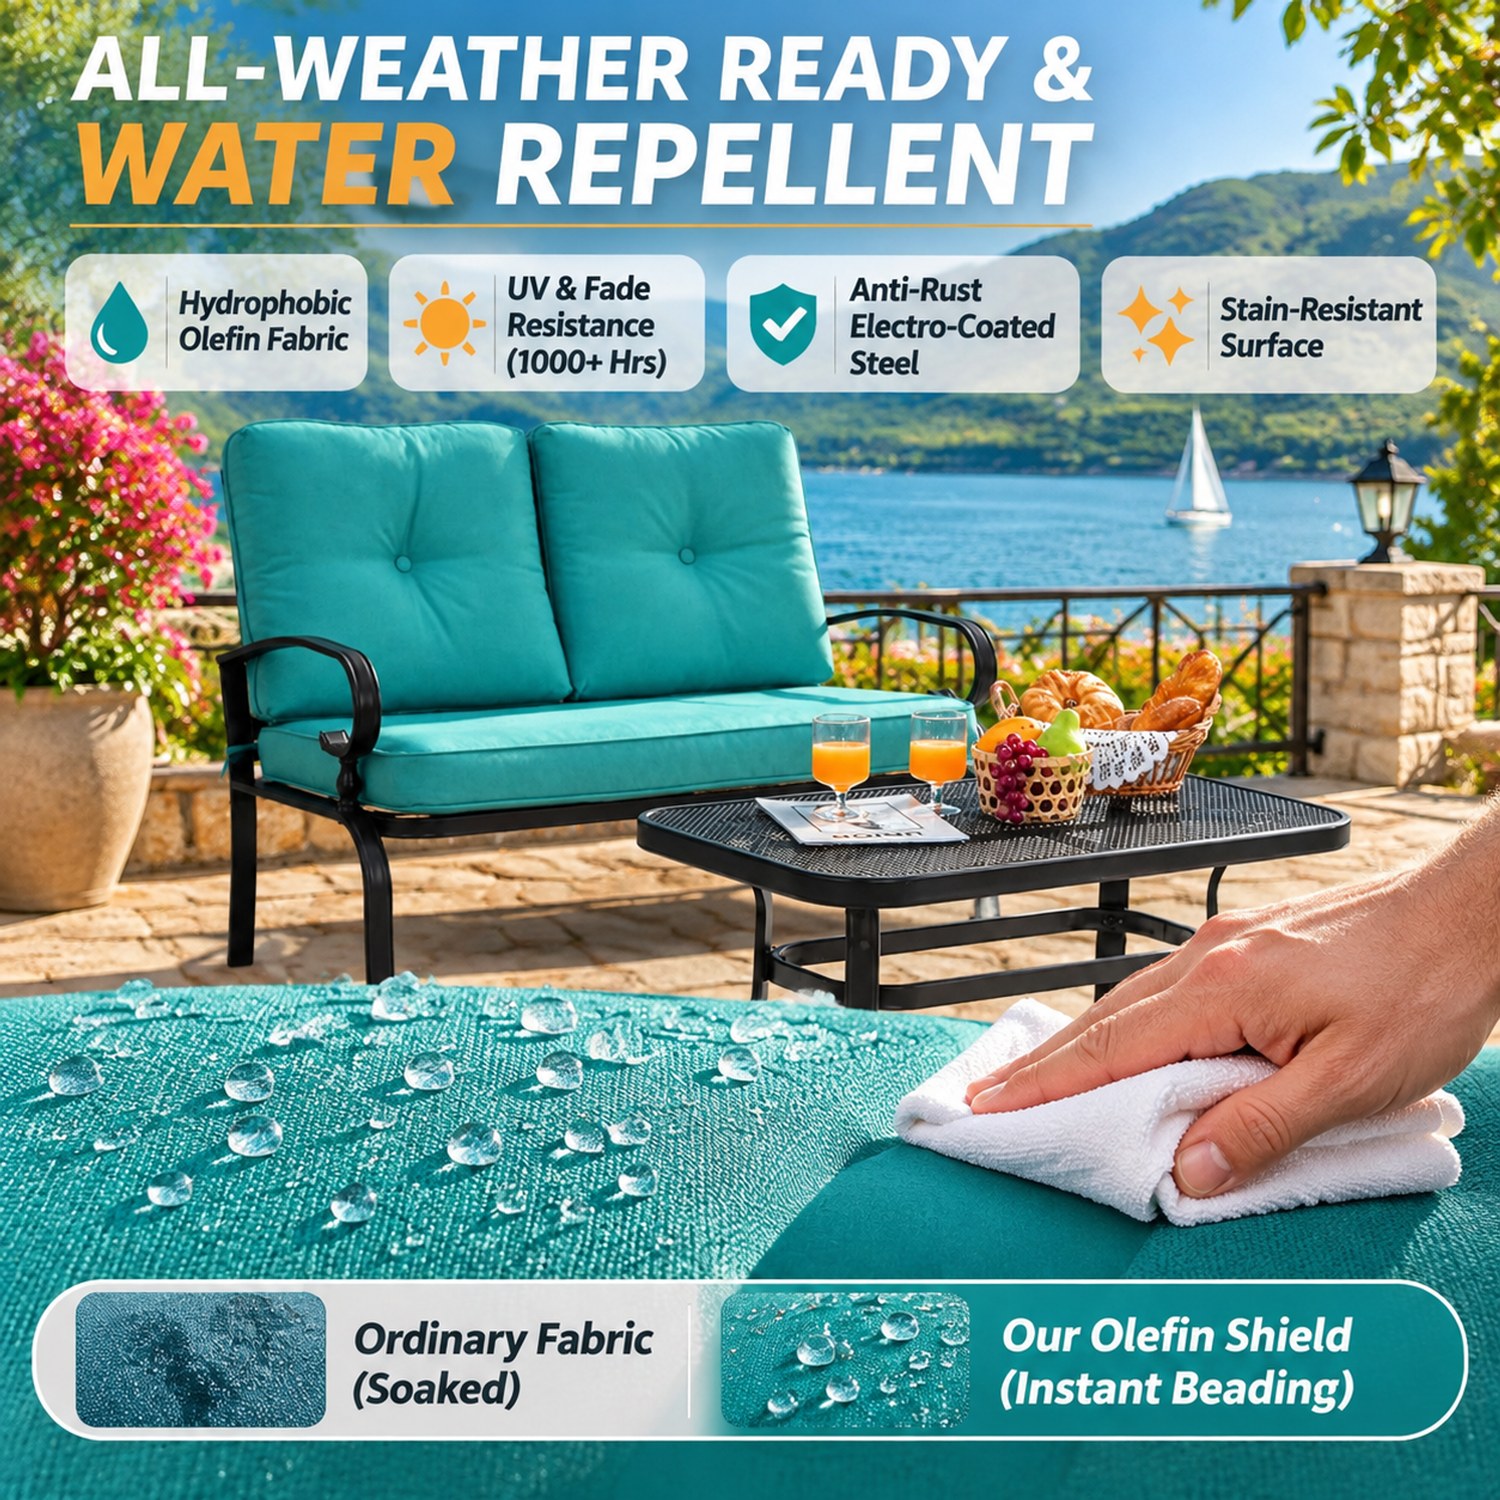 ALL-WEATHER READY &
WATER REPELLENT
Hydrophobic
Olefin Fabric
UV & Fade
Resistance
(1000+ Hrs)
Anti-Rust
Electro-Coated
Steel
Stain-Resistant
Surface
Ordinary Fabric
(Soaked)
Our Olefin Shield
(Instant Beading)